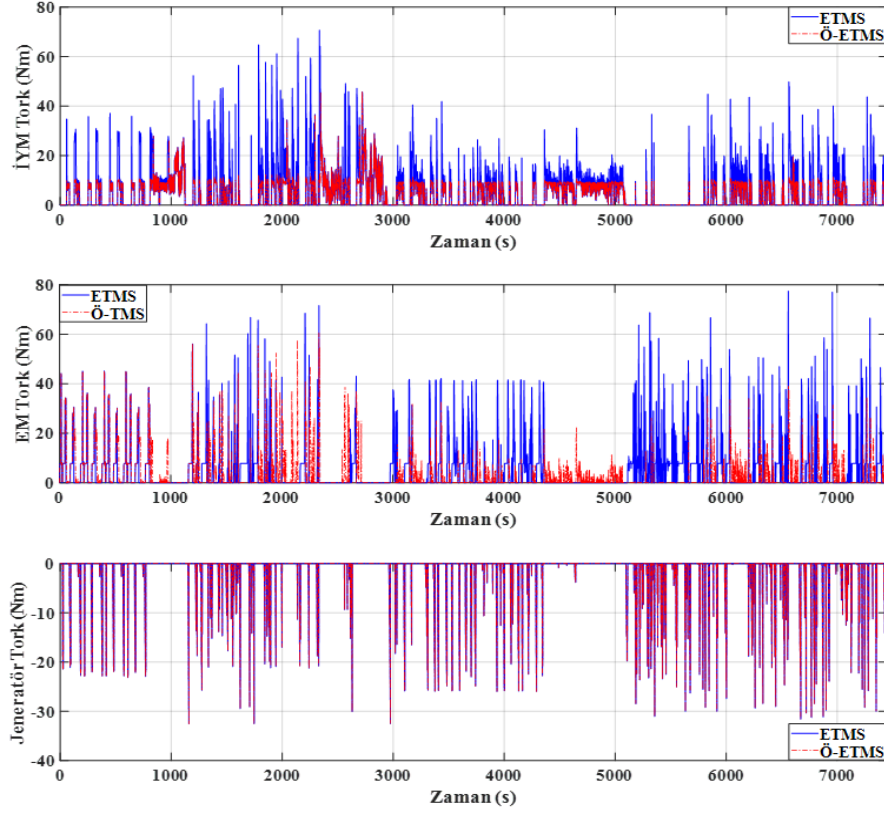 İYM Tork (Nm)
80
60
40
20
0
ETMS
Ö-ETMS
0 1000 2000 3000 4000 5000 6000 7000
Zaman (s)
EM Tork (Nm)
80
60
40
20
0
ETMS
Ö-TMS
0 1000 2000 3000 4000 5000 6000 7000
Zaman (s)
Jeneratör Tork (Nm)
0
-10
-20
-30
-40
ETMS
Ö-ETMS
0 1000 2000 3000 4000 5000 6000 7000
Zaman (s)